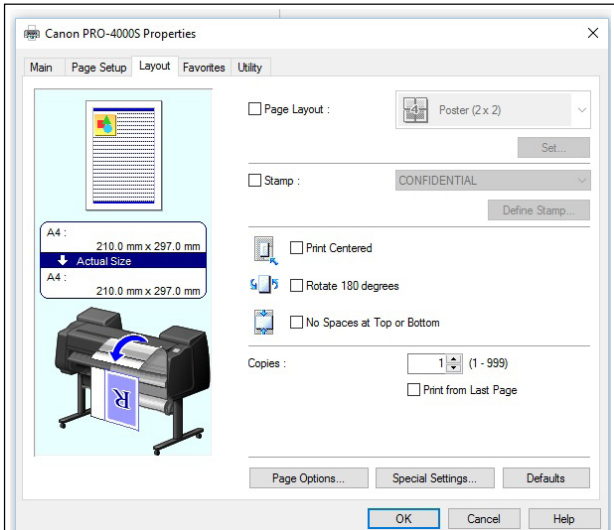 Canon PRO-4000S Properties
Main Page Setup Layout Favorites Utility
Page Layout : 4 Poster (2 x 2)
Set...
Stamp : CONFIDENTIAL
Define Stamp...
A4 :
210.0 mm x 297.0 mm
Actual Size
A4 :
210.0 mm x 297.0 mm
Print Centered
Rotate 180 degrees
No Spaces at Top or Bottom
R
Copies : 1 (1 - 999)
Print from Last Page
Page Options... Special Settings... Defaults
OK Cancel Help